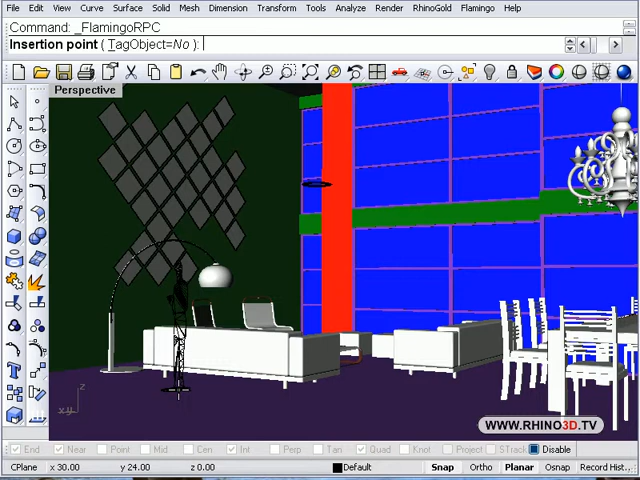 File Edit View Curve Surface Solid Mesh Dimension Transform Tools Analyze Render RhinoGold Flamingo Help
Command: _FlamingoRPC
Insertion point ( TagObject=No ):
Perspective
z
x y
WWW.RHINO3D.TV
End Near Point Mid Cen Int Perp Tan Quad Knot Project STrack Disable
CPlane x 30.00 y 24.00 z 0.00 Default Snap Ortho Planar Osnap Record Hist...